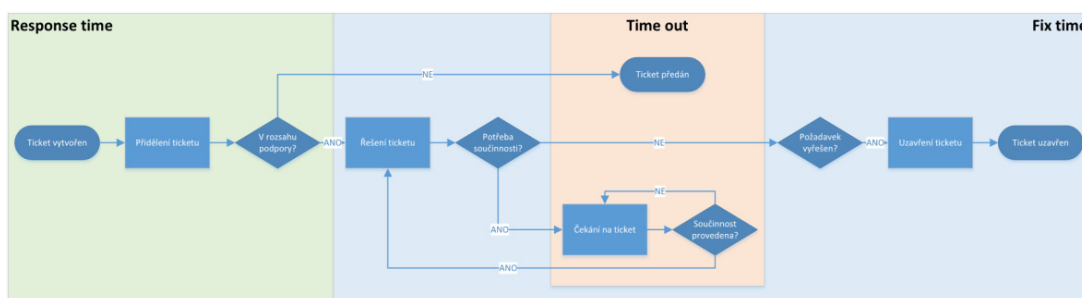 Response time
Time out
Fix time
NE
Ticket předán
Ticket vytvořen
Přidělení ticketu
V rozsahu
podpory?
ANO
Řešení ticketu
Potřeba
součinnosti?
NE
Požadavek
vyřešen?
ANO
Uzavření ticketu
Ticket uzavřen
NE
ANO
Čekání na ticket
Součinnost
provedena?
ANO